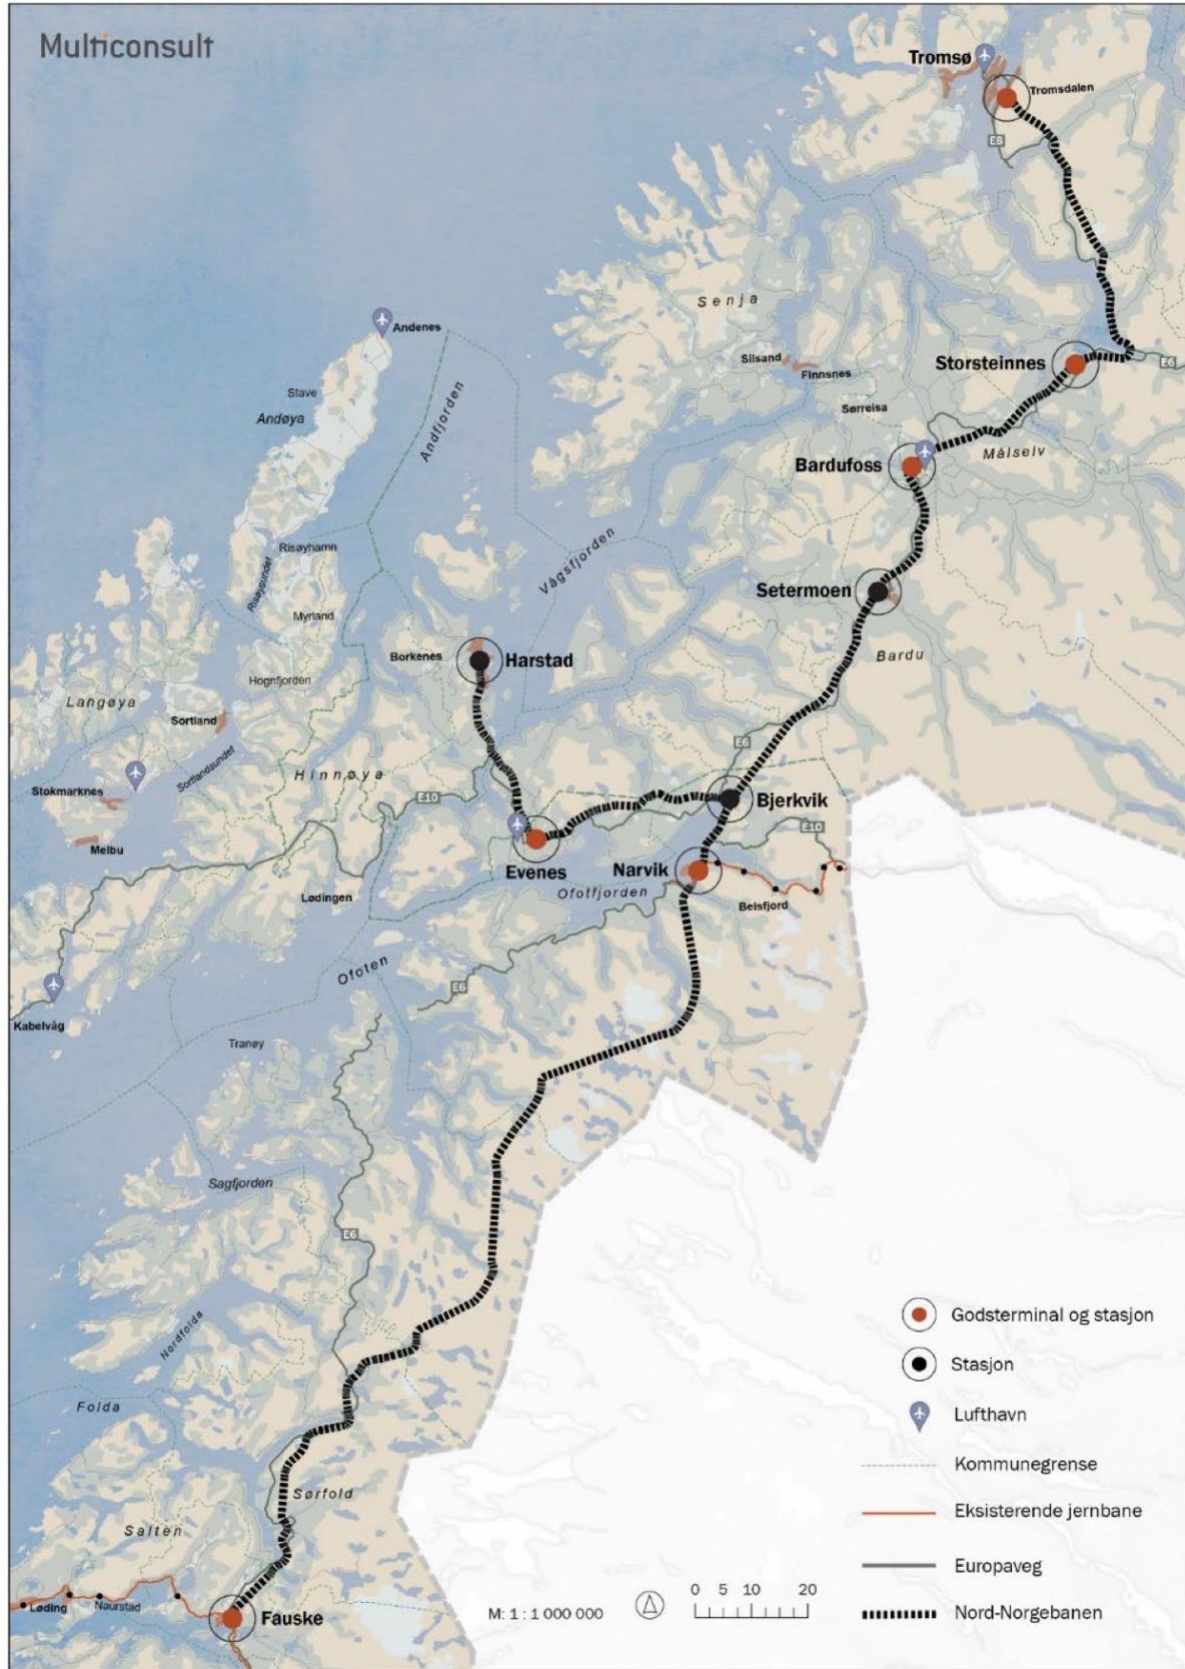 Multiconsult
Tromsø
Tromsdalen
E8
Senja
Andenes
Storsteinnes
E6
Silsand
Finnsnes
Stave
Andøya
Andfjorden
Sørreisa
Målselv
Bardufoss
Risøyhamn
Vågsfjorden
Risøysundet
Setermoen
Myrland
Borkenes
Harstad
Bardu
Hognfjorden
Langøya
Sortland
E6
Sortlandsundet
Hinnøya
Stokmarknes
E10
Bjerkvik
E10
Melbu
Evenes
Narvik
Ofotfjorden
Beisfjord
Lødingen
Ofoten
E6
Kabelvåg
Tranøy
Sagfjorden
E6
Nordfolda
Folda
Sørfold
Salten
Løding
Naurstad
Fauske
Godsterminal og stasjon
Stasjon
Lufthavn
Kommunegrense
Eksisterende jernbane
Europaveg
Nord-Norgebanen
M: 1 : 1 000 000
0 5 10 20